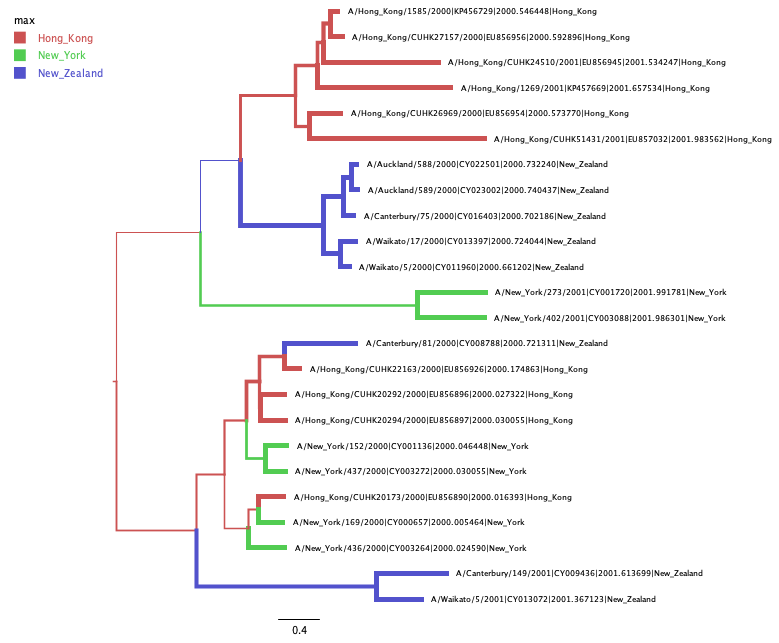 max
Hong_Kong
New_York
New_Zealand
A/Hong_Kong/1585/2000|KP456729|2000.546448|Hong_Kong
A/Hong_Kong/CUHK27157/2000|EU856956|2000.592896|Hong_Kong
A/Hong_Kong/CUHK24510/2001|EU856945|2001.534247|Hong_Kong
A/Hong_Kong/1269/2001|KP457669|2001.657534|Hong_Kong
A/Hong_Kong/CUHK26969/2000|EU856954|2000.573770|Hong_Kong
A/Hong_Kong/CUHK51431/2001|EU857032|2001.983562|Hong_Kong
A/Auckland/588/2000|CY022501|2000.732240|New_Zealand
A/Auckland/589/2000|CY023002|2000.740437|New_Zealand
A/Canterbury/75/2000|CY016403|2000.702186|New_Zealand
A/Waikato/17/2000|CY013397|2000.724044|New_Zealand
A/Waikato/5/2000|CY011960|2000.661202|New_Zealand
A/New_York/273/2001|CY001720|2001.991781|New_York
A/New_York/402/2001|CY003088|2001.986301|New_York
A/Canterbury/81/2000|CY008788|2000.721311|New_Zealand
A/Hong_Kong/CUHK22163/2000|EU856926|2000.174863|Hong_Kong
A/Hong_Kong/CUHK20292/2000|EU856896|2000.027322|Hong_Kong
A/Hong_Kong/CUHK20294/2000|EU856897|2000.030055|Hong_Kong
A/New_York/152/2000|CY001136|2000.046448|New_York
A/New_York/437/2000|CY003272|2000.030055|New_York
A/Hong_Kong/CUHK20173/2000|EU856890|2000.016393|Hong_Kong
A/New_York/169/2000|CY000657|2000.005464|New_York
A/New_York/436/2000|CY003264|2000.024590|New_York
A/Canterbury/149/2001|CY009436|2001.613699|New_Zealand
A/Waikato/5/2001|CY013072|2001.367123|New_Zealand
0.4